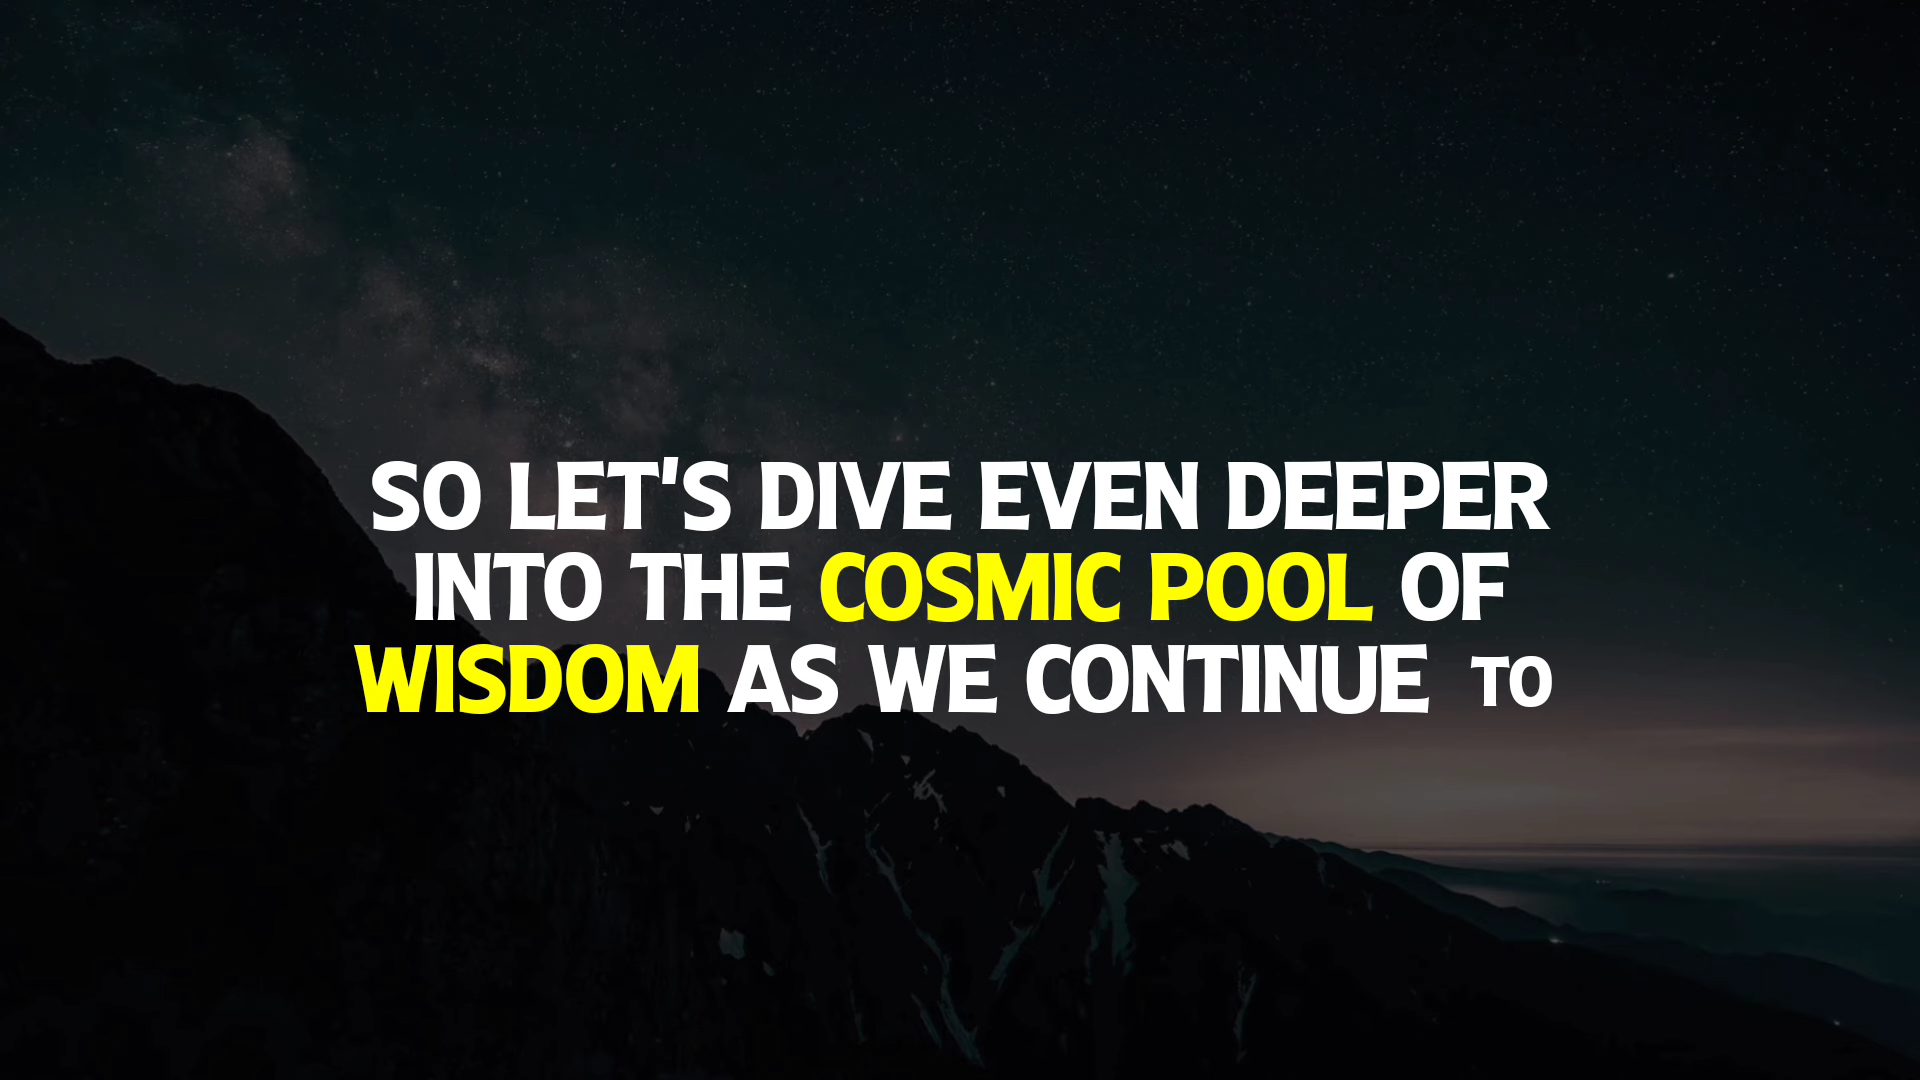 SO LET'S DIVE EVEN DEEPER
INTO THE COSMIC POOL OF
WISDOM AS WE CONTINUE TO